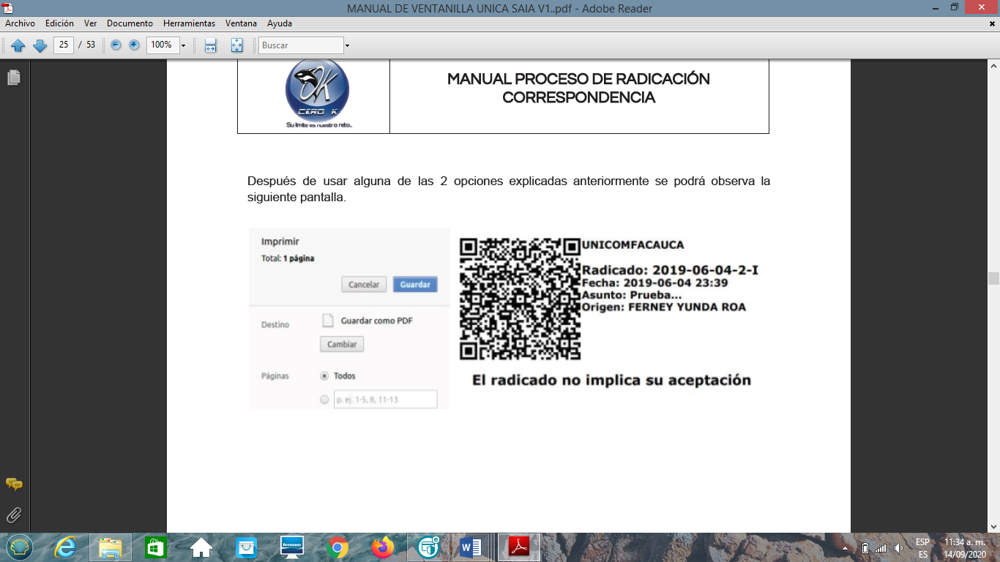 MANUAL DE VENTANILLA UNICA SAIA V1..pdf - Adobe Reader
Archivo Edición Ver Documento Herramientas Ventana Ayuda
25 / 53 100% Buscar
OK
CERO K
Su limite es nuestro reto..
MANUAL PROCESO DE RADICACIÓN
CORRESPONDENCIA
Después de usar alguna de las 2 opciones explicadas anteriormente se podrá observa la
siguiente pantalla.
Imprimir
Total: 1 página
Cancelar Guardar
Destino Guardar como PDF
Cambiar
Páginas Todos
p. ej. 1-5, 8, 11-13
UNICOMFACAUCA
Radicado: 2019-06-04-2-I
Fecha: 2019-06-04 23:39
Asunto: Prueba...
Origen: FERNEY YUNDA ROA
El radicado no implica su aceptación
lenovo
ESP 11:34 a. m.
ES 14/09/2020